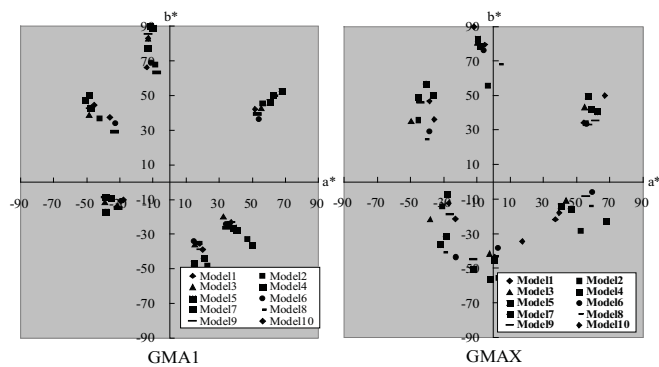 b* b*
90 90
70 70
50 50
30 30
10 10
a* a*
-90 -70 -50 -30 -10 10 30 50 70 90 -90 -70 -50 -30 -10 10 30 50 70 90
-10 -10
-30 -30
-50 -50
-70 -70
-90 -90
Model1 Model2 Model1 Model2
Model3 Model4 Model3 Model4
Model5 Model6 Model5 Model6
Model7 Model8 Model7 Model8
Model9 Model10 Model9 Model10
GMA1 GMAX